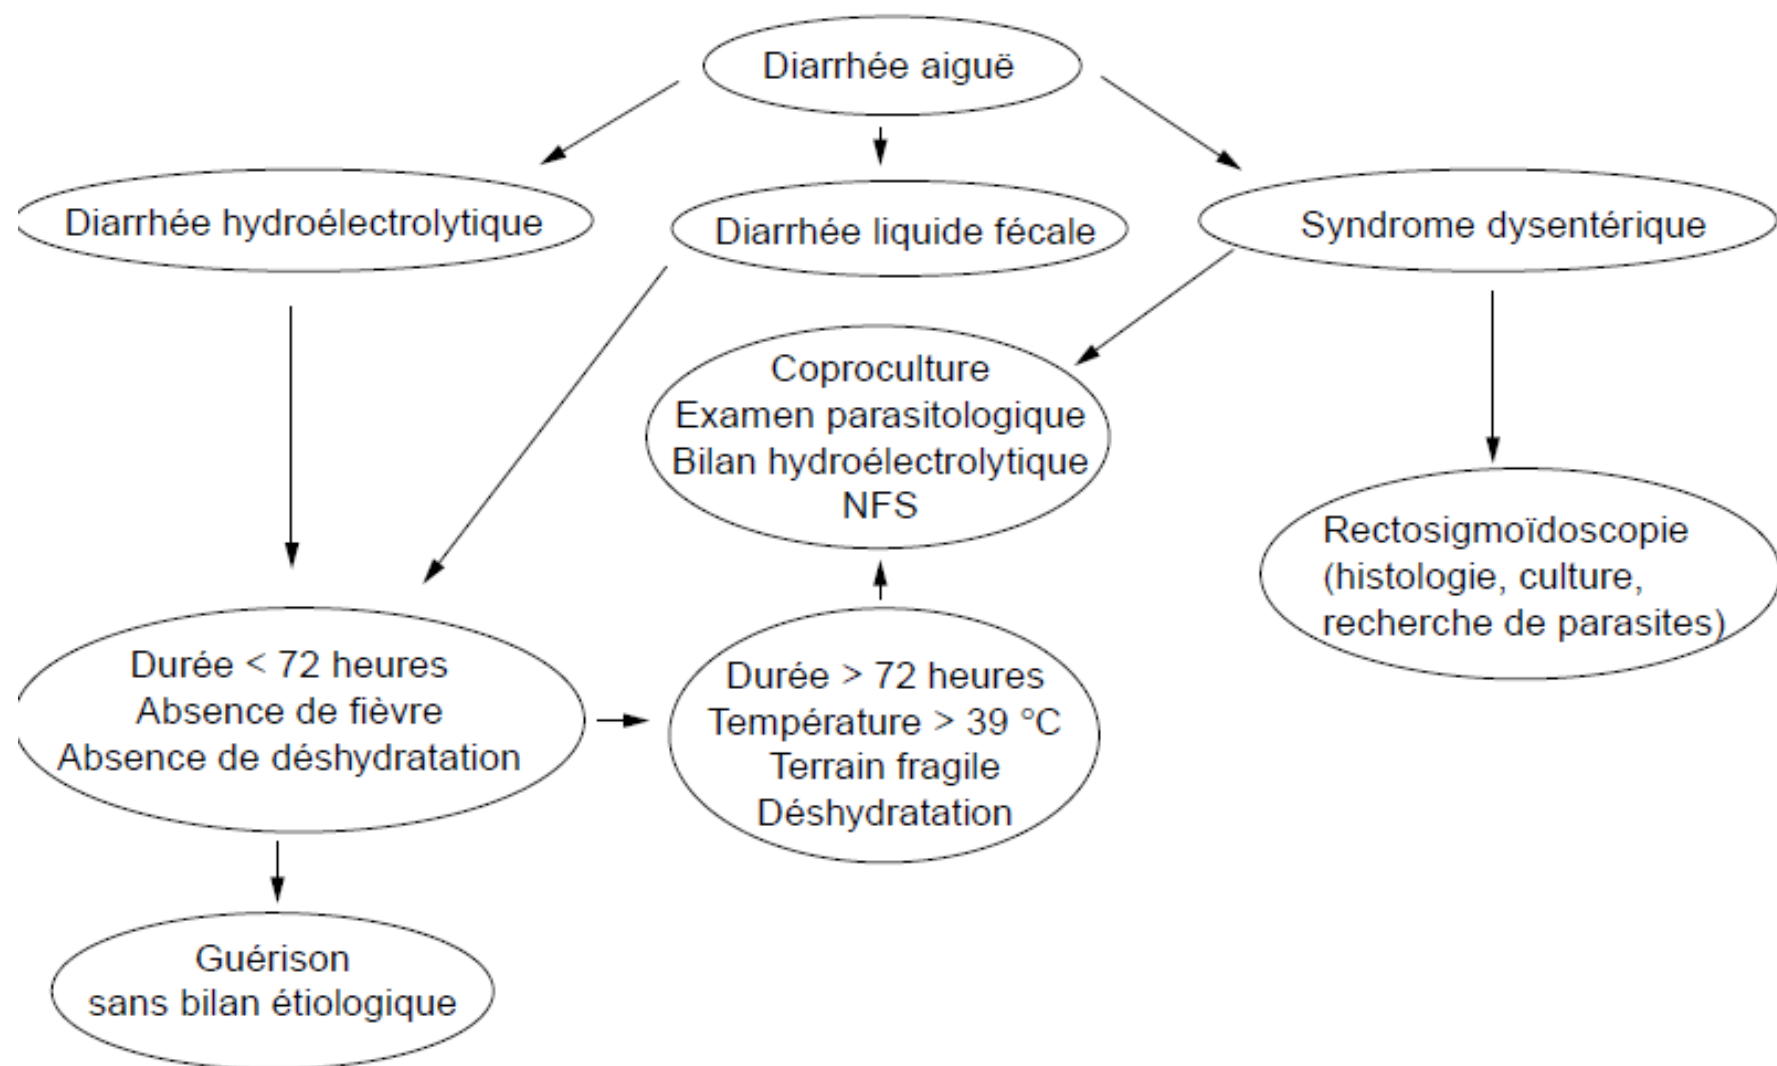 Diarrhée aiguë
Diarrhée hydroélectrolytique
Diarrhée liquide fécale
Syndrome dysentérique
Coproculture
Examen parasitologique
Bilan hydroélectrolytique
NFS
Rectosigmoïdoscopie
(histologie, culture,
recherche de parasites)
Durée < 72 heures
Absence de fièvre
Absence de déshydratation
Durée > 72 heures
Température > 39 °C
Terrain fragile
Déshydratation
Guérison
sans bilan étiologique